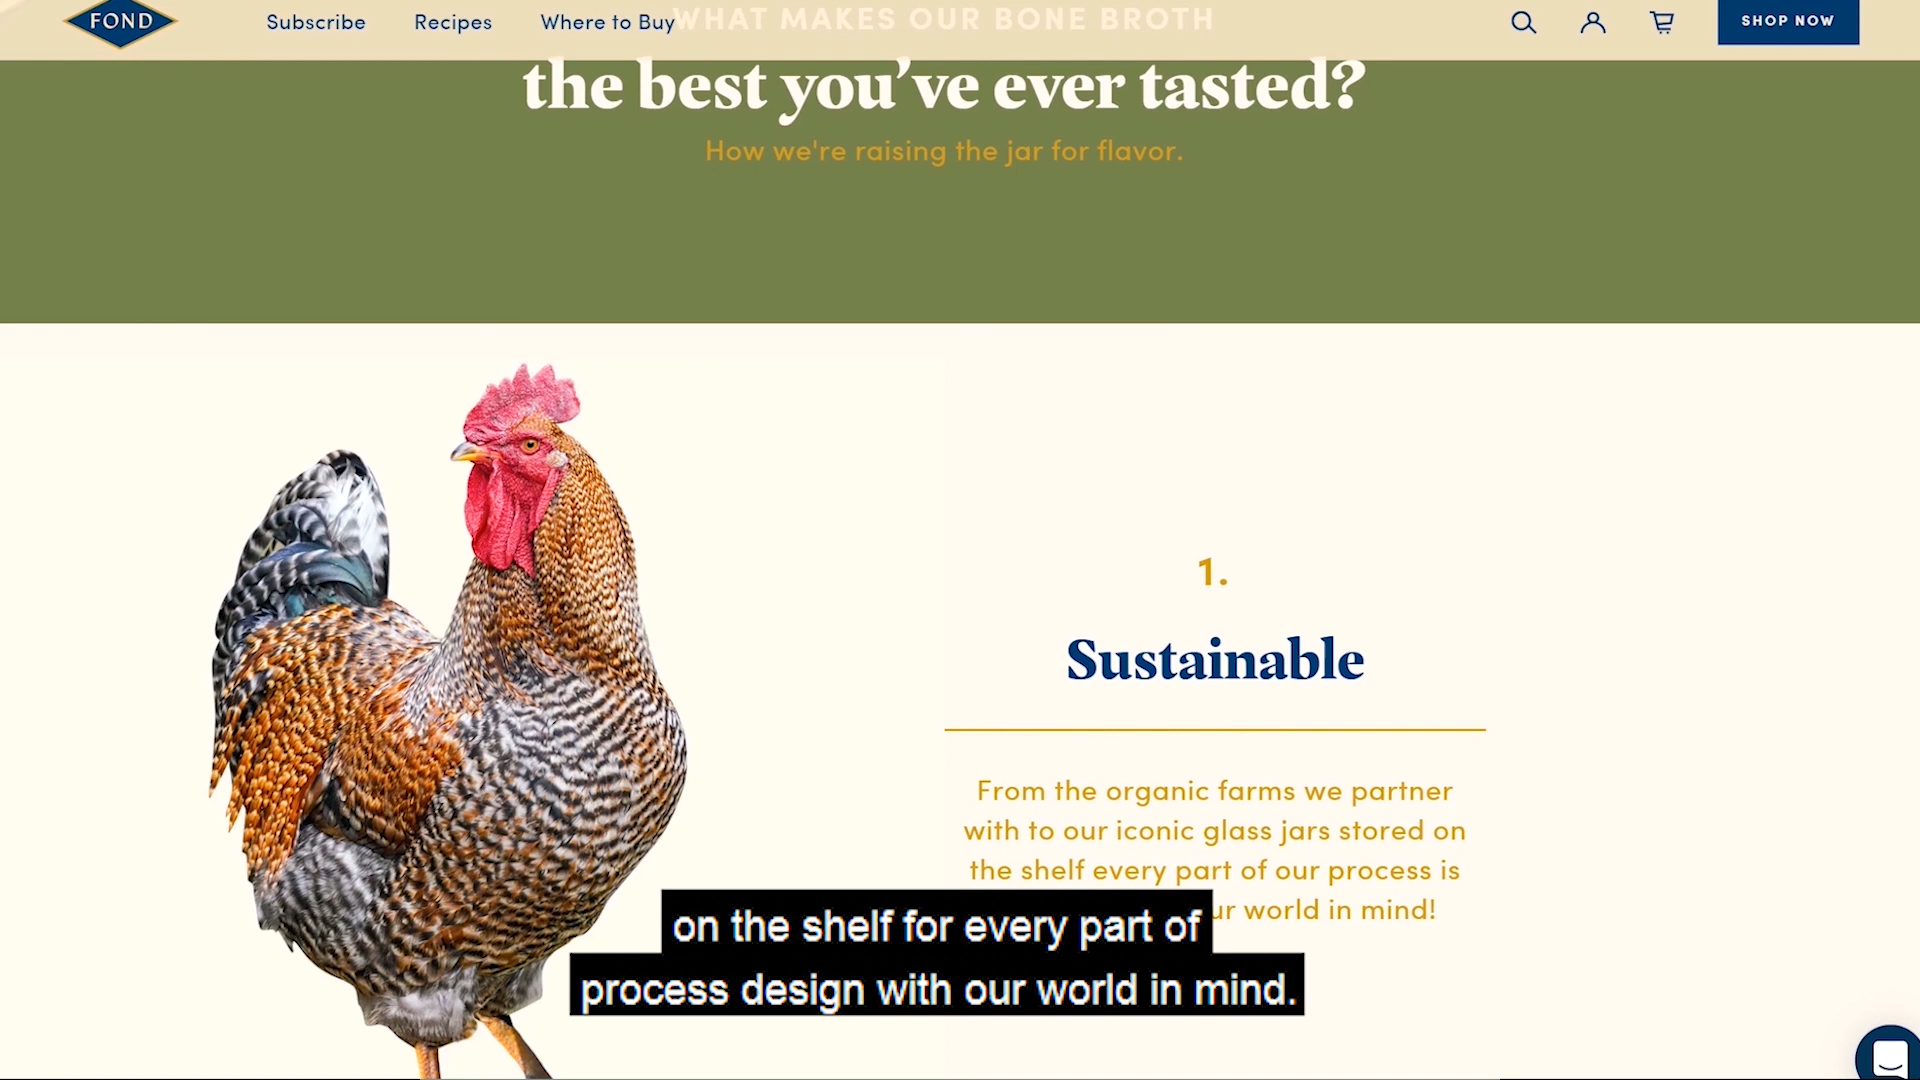 FOND
Subscribe
Recipes
Where to Buy
SHOP NOW
WHAT MAKES OUR BONE BROTH
the best you've ever tasted?
How we're raising the jar for flavor.
1.
Sustainable
From the organic farms we partner
with to our iconic glass jars stored on
the shelf every part of our process is
world in mind!
on the shelf for every part of
process design with our world in mind.